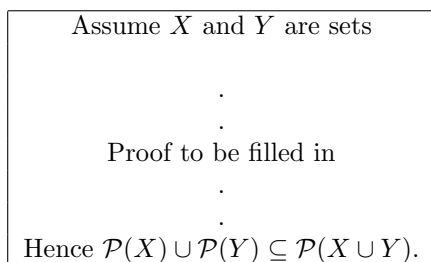 Assume X and Y are sets
.
.
Proof to be filled in
.
.
Hence 𝒫(X) ∪ 𝒫(Y) ⊆ 𝒫(X ∪ Y).